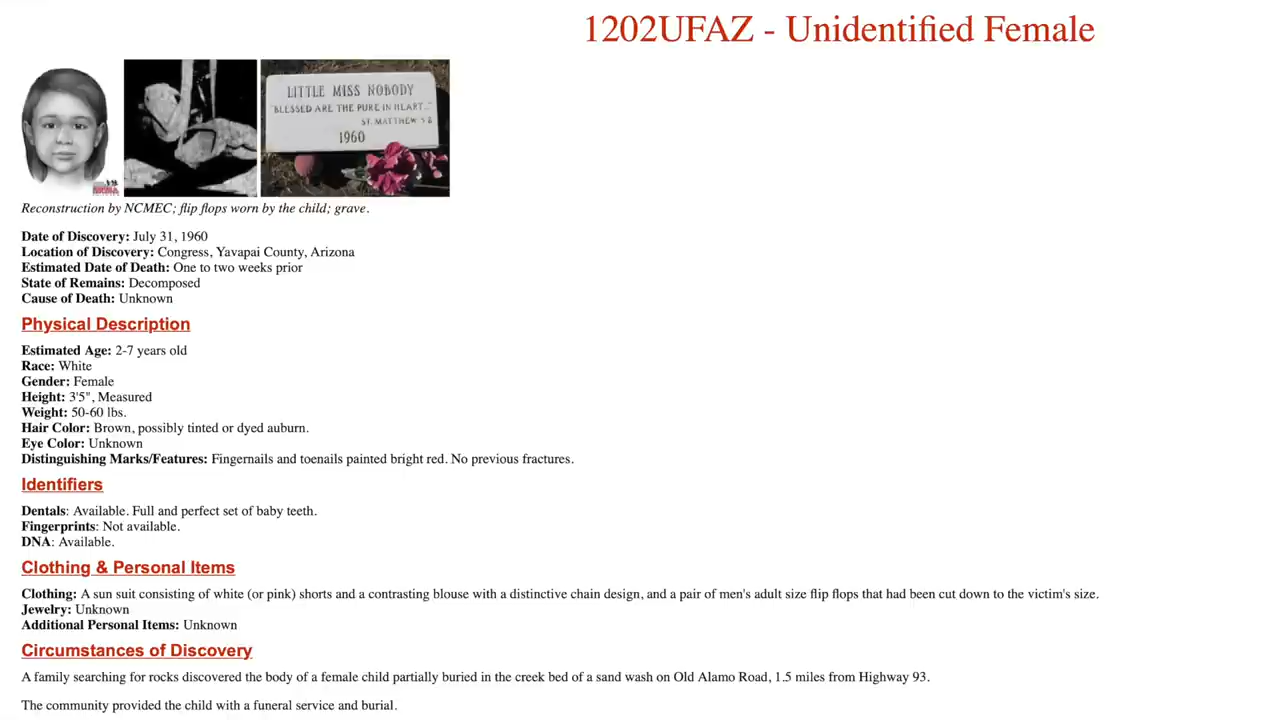 1202UFAZ - Unidentified Female
LITTLE MISS NOBODY
"BLESSED ARE THE PURE IN HEART..."
ST. MATTHEW 5 8
1960
Reconstruction by NCMEC; flip flops worn by the child; grave.
Date of Discovery: July 31, 1960
Location of Discovery: Congress, Yavapai County, Arizona
Estimated Date of Death: One to two weeks prior
State of Remains: Decomposed
Cause of Death: Unknown
Physical Description
Estimated Age: 2-7 years old
Race: White
Gender: Female
Height: 3'5", Measured
Weight: 50-60 lbs.
Hair Color: Brown, possibly tinted or dyed auburn.
Eye Color: Unknown
Distinguishing Marks/Features: Fingernails and toenails painted bright red. No previous fractures.
Identifiers
Dentals: Available. Full and perfect set of baby teeth.
Fingerprints: Not available.
DNA: Available.
Clothing & Personal Items
Clothing: A sun suit consisting of white (or pink) shorts and a contrasting blouse with a distinctive chain design, and a pair of men's adult size flip flops that had been cut down to the victim's size.
Jewelry: Unknown
Additional Personal Items: Unknown
Circumstances of Discovery
A family searching for rocks discovered the body of a female child partially buried in the creek bed of a sand wash on Old Alamo Road, 1.5 miles from Highway 93.
The community provided the child with a funeral service and burial.